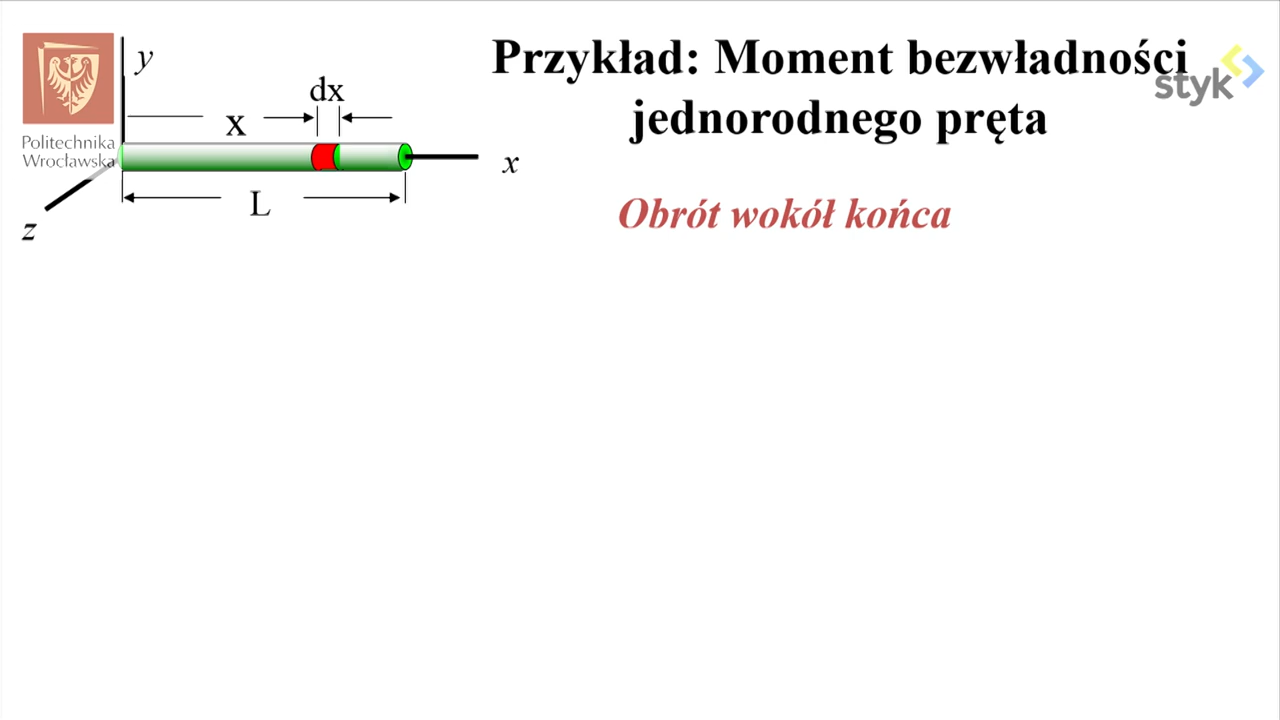 Przykład: Moment bezwładności
jednorodnego pręta
styk
Politechnika
Wrocławska
y
dx
x
x
L
z
Obrót wokół końca